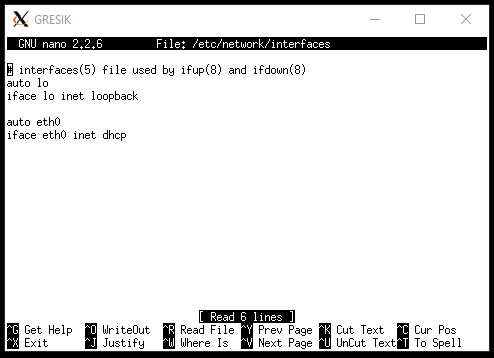 GRESIK
GNU nano 2.2.6 File: /etc/network/interfaces
# interfaces(5) file used by ifup(8) and ifdown(8)
auto lo
iface lo inet loopback
auto eth0
iface eth0 inet dhcp
[ Read 6 lines ]
^G Get Help ^O WriteOut ^R Read File ^Y Prev Page ^K Cut Text ^C Cur Pos
^X Exit ^J Justify ^W Where Is ^V Next Page ^U UnCut Text ^T To Spell